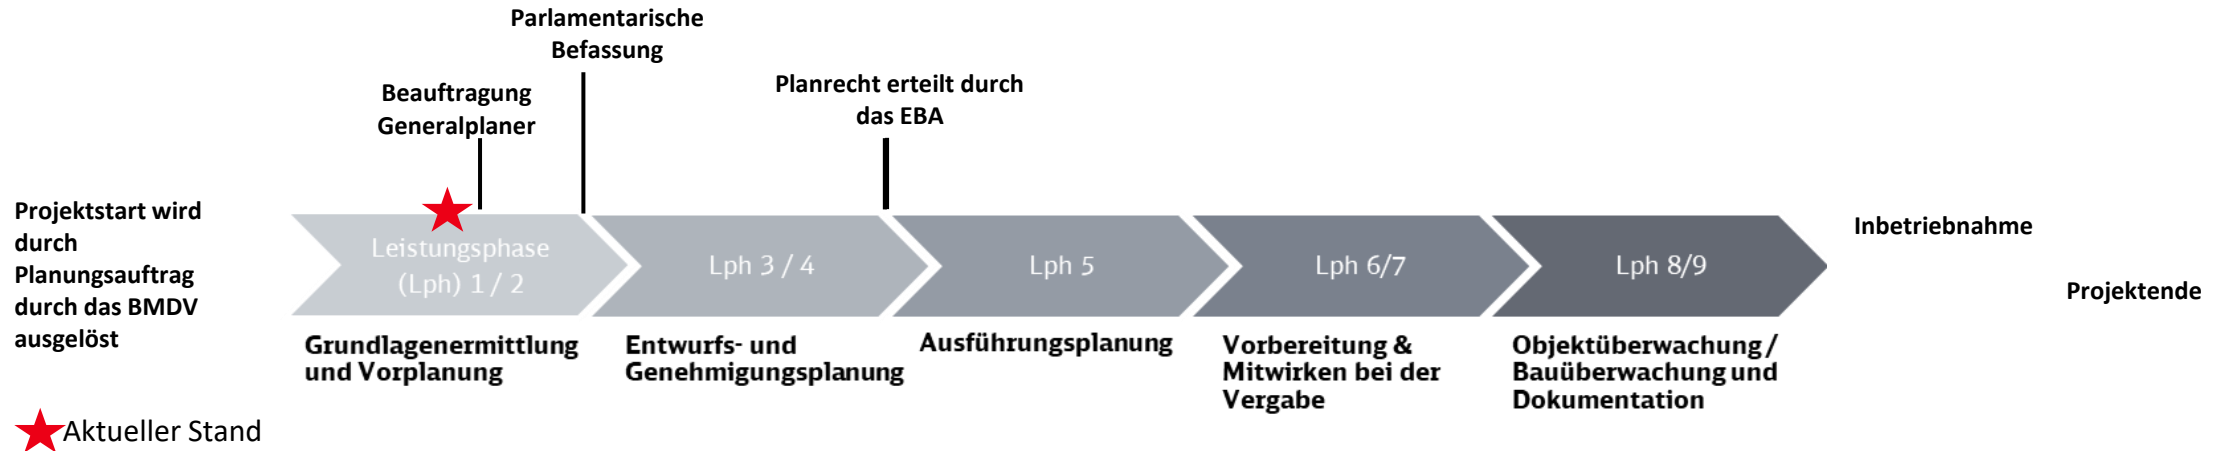 Parlamentarische
Befassung
Beauftragung
Generalplaner
Planrecht erteilt durch
das EBA
Projektstart wird
durch
Planungsauftrag
durch das BMDV
ausgelöst
Leistungsphase
(Lph) 1 / 2
Lph 3 / 4
Lph 5
Lph 6/7
Lph 8/9
Inbetriebnahme
Projektende
Grundlagenermittlung
und Vorplanung
Entwurfs- und
Genehmigungsplanung
Ausführungsplanung
Vorbereitung &
Mitwirken bei der
Vergabe
Objektüberwachung/
Bauüberwachung und
Dokumentation
Aktueller Stand